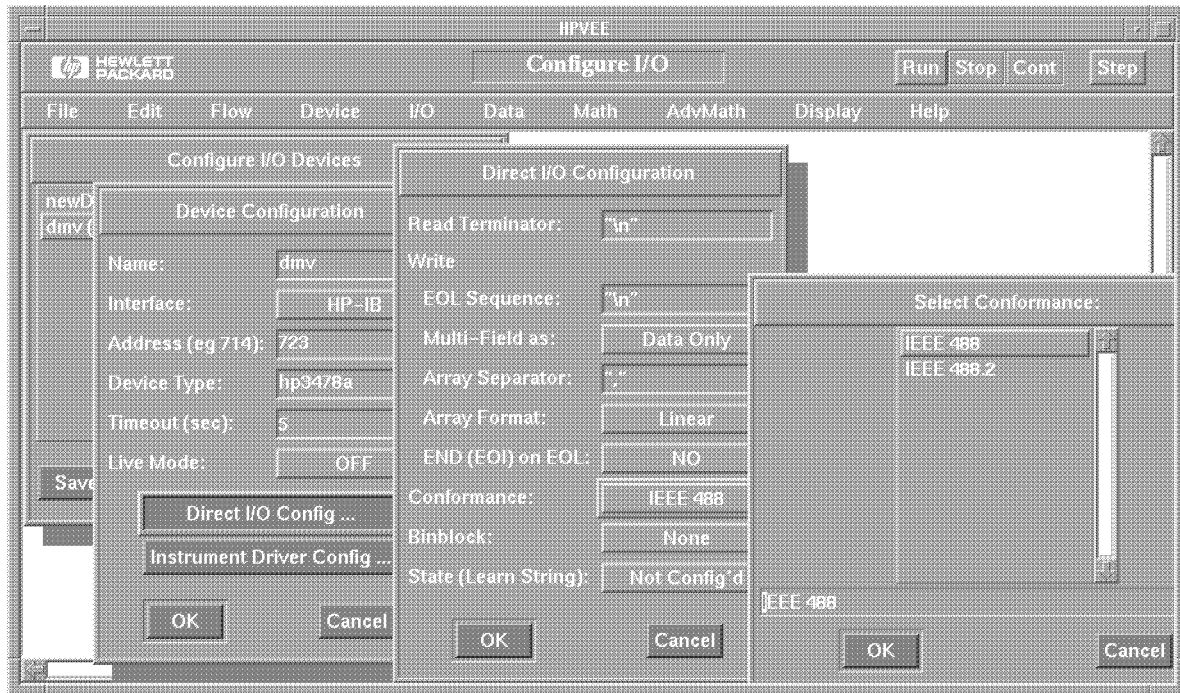 HPVEE
hp HEWLETT PACKARD
Configure I/O
Run Stop Cont Step
File Edit Flow Device I/O Data Math AdvMath Display Help
Configure I/O Devices
newD
dmv (
Save
Device Configuration
Name: dmv
Interface: HP-IB
Address (eg 714): 723
Device Type: hp3478a
Timeout (sec): 5
Live Mode: OFF
Direct I/O Config ...
Instrument Driver Config ...
OK Cancel
Direct I/O Configuration
Read Terminator: "\n"
Write
EOL Sequence: "\n"
Multi-Field as: Data Only
Array Separator: ","
Array Format: Linear
END (EOI) on EOL: NO
Conformance: IEEE 488
Binblock: None
State (Learn String): Not Config'd
OK Cancel
Select Conformance:
IEEE 488
IEEE 488.2
IEEE 488
OK Cancel